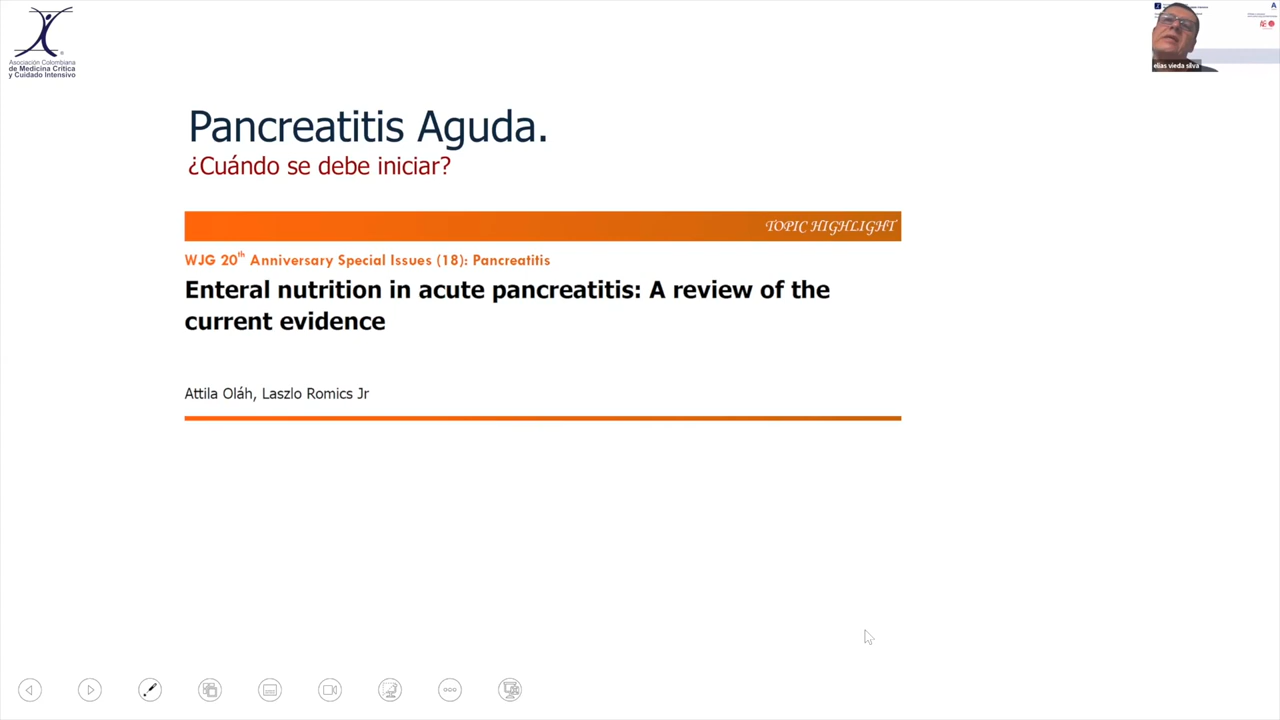 Asociación Colombiana
de Medicina Crítica
y Cuidado Intensivo
®
elias vieda silva
Pancreatitis Aguda.
¿Cuándo se debe iniciar?
TOPIC HIGHLIGHT
WJG 20th Anniversary Special Issues (18): Pancreatitis
Enteral nutrition in acute pancreatitis: A review of the
current evidence
Attila Oláh, Laszlo Romics Jr